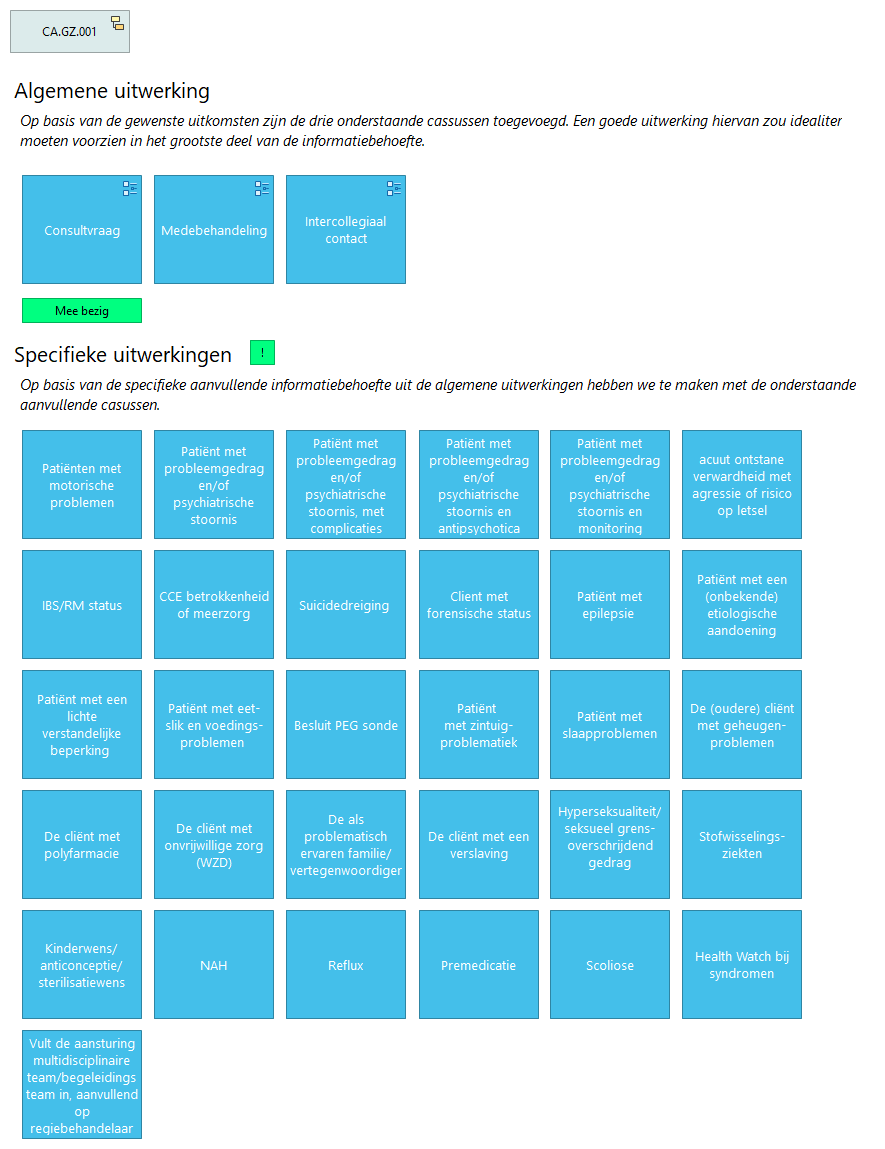 CA.GZ.001
Algemene uitwerking
Op basis van de gewenste uitkomsten zijn de drie onderstaande cassussen toegevoegd. Een goede uitwerking hiervan zou idealiter
moeten voorzien in het grootste deel van de informatiebehoefte.
Consultvraag
Medebehandeling
Intercollegiaal
contact
Mee bezig
Specifieke uitwerkingen
!
Op basis van de specifieke aanvullende informatiebehoefte uit de algemene uitwerkingen hebben we te maken met de onderstaande
aanvullende casussen.
Patiënten met
motorische
problemen
Patiënt met
probleemgedrag
en/of
psychiatrische
stoornis
Patiënt met
probleemgedrag
en/of
psychiatrische
stoornis, met
complicaties
Patiënt met
probleemgedrag
en/of
psychiatrische
stoornis en
antipsychotica
Patiënt met
probleemgedrag
en/of
psychiatrische
stoornis en
monitoring
acuut ontstane
verwardheid met
agressie of risico
op letsel
IBS/RM status
CCE betrokkenheid
of meerzorg
Suicidedreiging
Client met
forensische status
Patiënt met
epilepsie
Patiënt met een
(onbekende)
etiologische
aandoening
Patiënt met een
lichte
verstandelijke
beperking
Patiënt met eet-
slik en voedings-
problemen
Besluit PEG sonde
Patiënt
met zintuig-
problematiek
Patiënt met
slaapproblemen
De (oudere) cliënt
met geheugen-
problemen
De cliënt met
polyfarmacie
De cliënt met
onvrijwillige zorg
(WZD)
De als
problematisch
ervaren familie/
vertegenwoordiger
De cliënt met een
verslaving
Hyperseksualiteit/
seksueel grens-
overschrijdend
gedrag
Stofwisselings-
ziekten
Kinderwens/
anticonceptie/
sterilisatiewens
NAH
Reflux
Premedicatie
Scoliose
Health Watch bij
syndromen
Vult de aansturing
multidisciplinaire
team/begeleidings
team in, aanvullend
op
regiebehandelaar